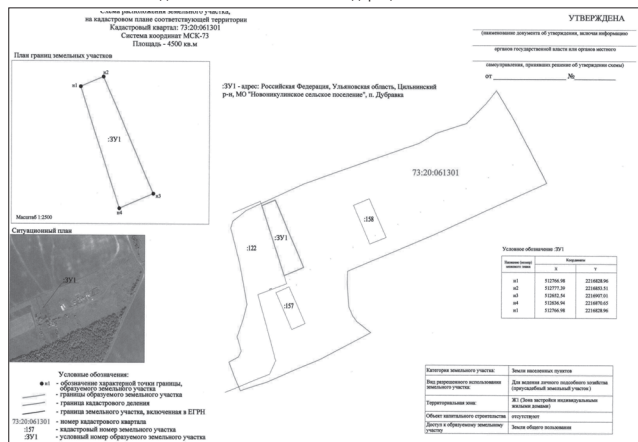 Схема расположения земельного участка,
на кадастровом плане соответствующей территории
Кадастровый квартал: 73:20:061301
Система координат МСК-73
Площадь - 4500 кв.м
УТВЕРЖДЕНА
(наименование документа об утверждении, включая информацию
органов государственной власти или органов местного
самоуправления, принявших решение об утверждении схемы)
от №
План границ земельных участков
н1
н2
:ЗУ1
н3
н4
Масштаб 1:2500
:ЗУ1 - адрес: Российская Федерация, Ульяновская область, Цильнинский
р-н, МО "Новоникулинское сельское поселение", п. Дубравка
73:20:061301
:158
:122
:ЗУ1
:157
Ситуационный план
:ЗУ1
Условное обозначение :ЗУ1
Координаты
X Y
н1 512766.98 2216828.96
н2 512777.39 2216853.51
н3 512652.54 2216907.01
н4 512636.94 2216870.65
н1 512766.98 2216828.96
Условные обозначения:
н1 - обозначение характерной точки границы,
образуемого земельного участка
- границы образуемого земельного участка
- граница кадастрового деления
- граница земельного участка, включенная в ЕГРН
73:20:061301 - номер кадастрового квартала
:157 - кадастровый номер земельного участка
:ЗУ1 - условный номер образуемого земельного участка
Категория земельного участка: Земли населенных пунктов
Вид разрешенного использования земельного участка: Для ведения личного подсобного хозяйства (приусадебный земельный участок)
Территориальная зона: Ж1 (Зона застройки индивидуальными жилыми домами)
Объект капитального строительства: отсутствуют
Доступ к образуемому земельному участку Земли общего пользования